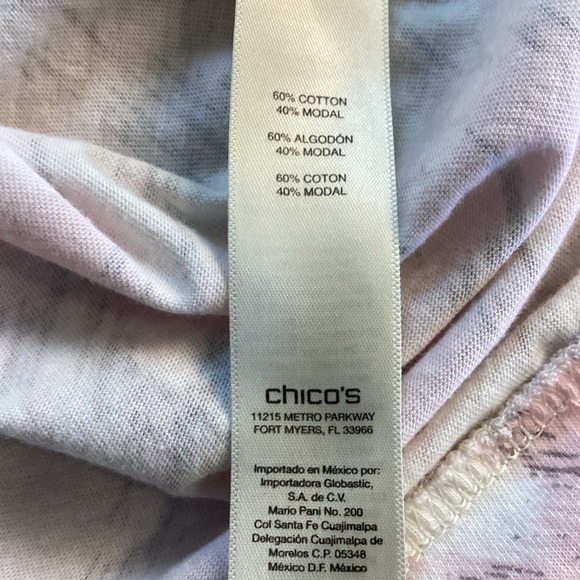 60% COTTON
40% MODAL
60% ALGODÓN
40% MODAL
60% COTON
40% MODAL
chico's
11215 METRO PARKWAY
FORT MYERS, FL 33966
Importado en México por:
Importadora Globastic,
S.A. de C.V.
Mario Pani No. 200
Col Santa Fe Cuajimalpa
Delegación Cuajimalpa de
Morelos C.P. 05348
México D.F. México